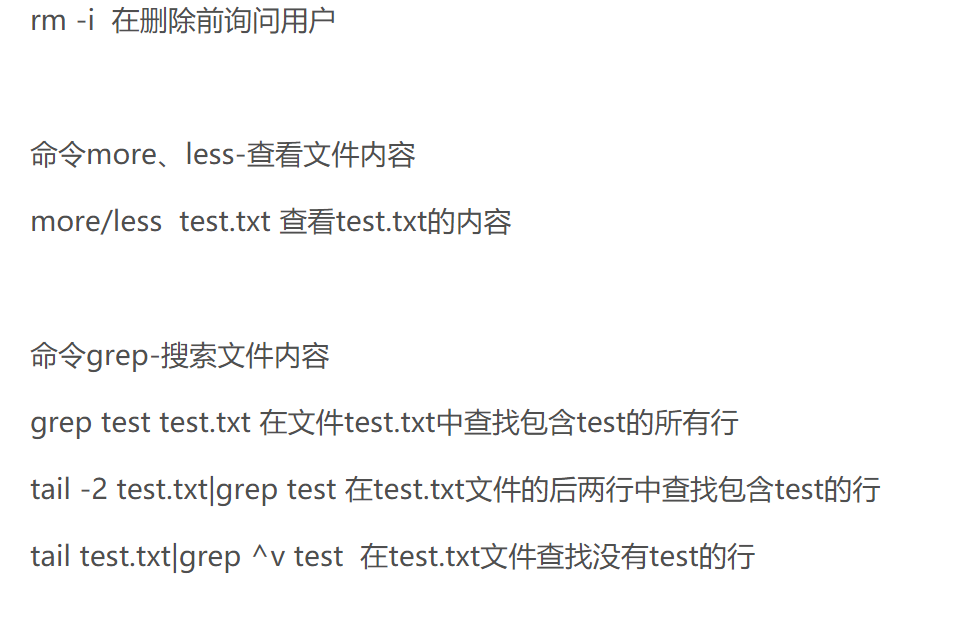 rm -i  在删除前询问用户
命令more、less-查看文件内容
more/less  test.txt 查看test.txt的内容
命令grep-搜索文件内容
grep test test.txt 在文件test.txt中查找包含test的所有行
tail -2 test.txt|grep test 在test.txt文件的后两行中查找包含test的行
tail test.txt|grep ^v test  在test.txt文件查找没有test的行